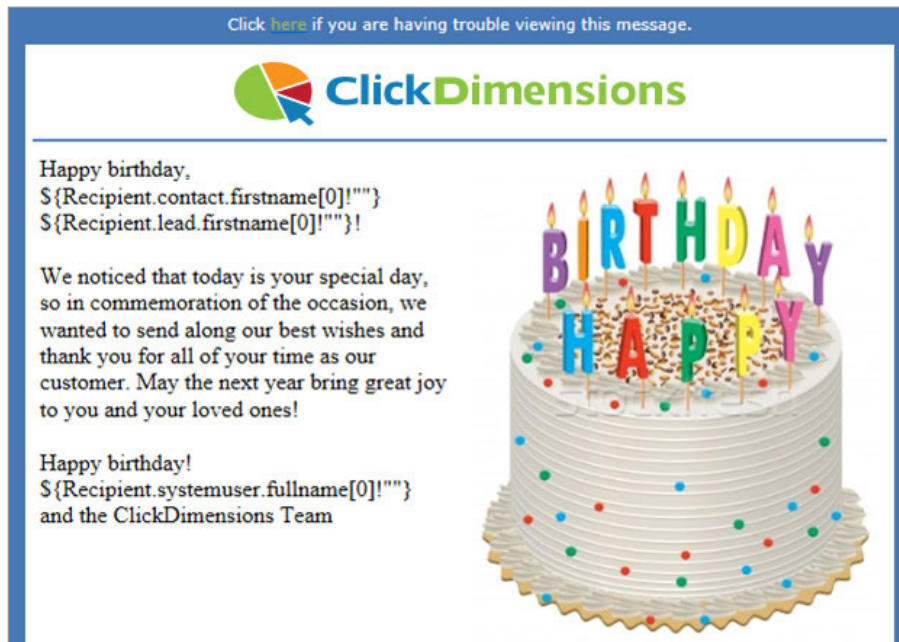 Click here if you are having trouble viewing this message.
ClickDimensions
Happy birthday,
${Recipient.contact.firstname[0]!""}
${Recipient.lead.firstname[0]!""}!
We noticed that today is your special day,
so in commemoration of the occasion, we
wanted to send along our best wishes and
thank you for all of your time as our
customer. May the next year bring great joy
to you and your loved ones!
Happy birthday!
${Recipient.systemuser.fullname[0]!""}
and the ClickDimensions Team
BIRTHDAY
HAPPY